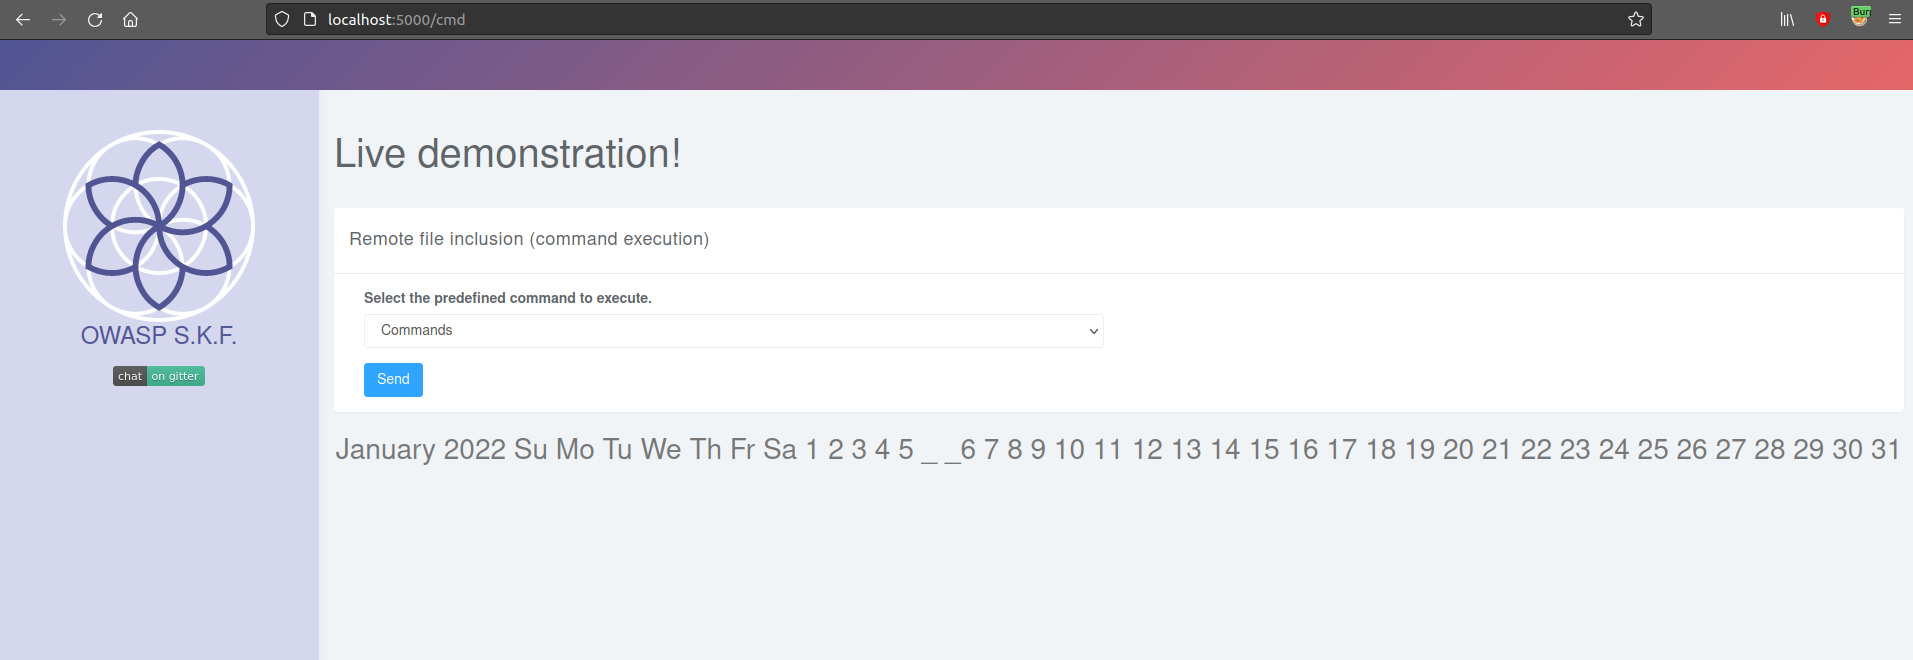 localhost:5000/cmd
Bur
Live demonstration!
Remote file inclusion (command execution)
Select the predefined command to execute.
Commands
Send
OWASP S.K.F.
chat on gitter
January 2022 Su Mo Tu We Th Fr Sa 1 2 3 4 5 _ _6 7 8 9 10 11 12 13 14 15 16 17 18 19 20 21 22 23 24 25 26 27 28 29 30 31